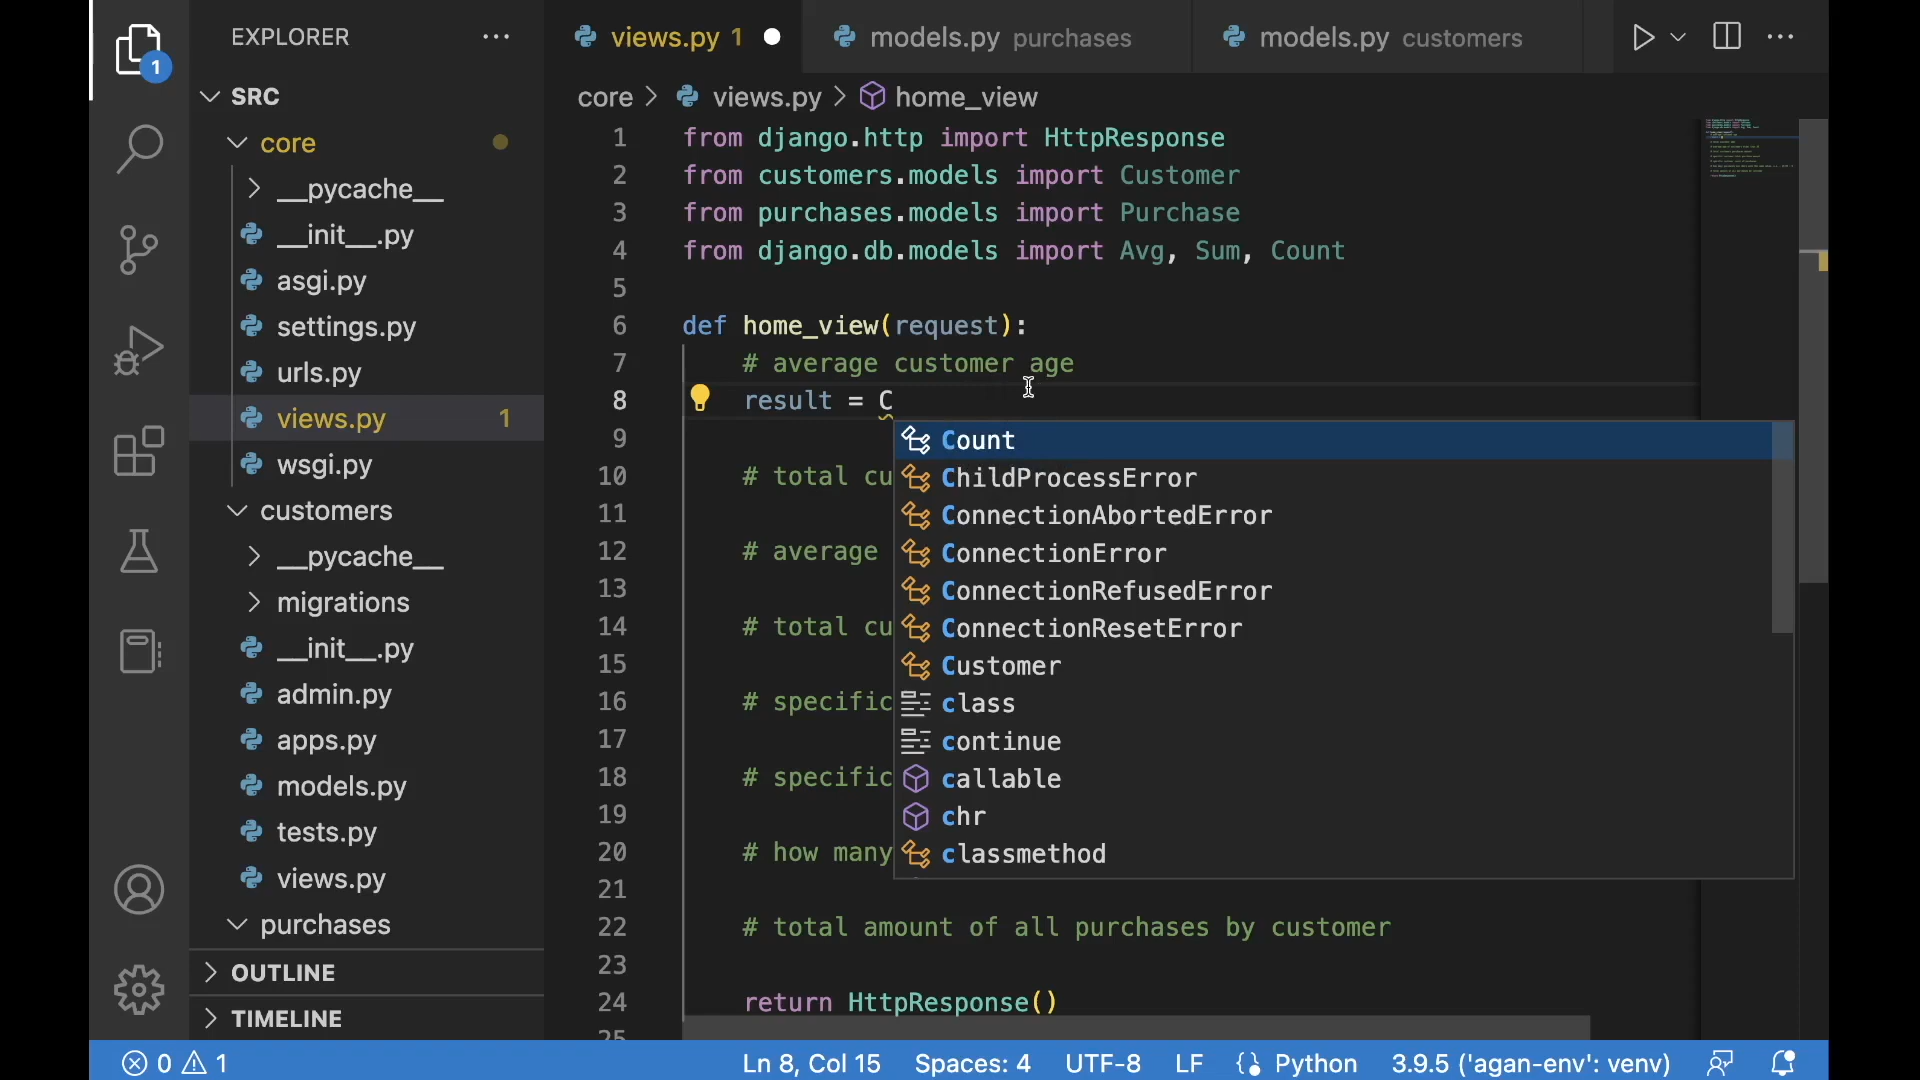 EXPLORER
views.py 1
models.py purchases
models.py customers
1
SRC
core > views.py > home_view
core
__pycache__
__init__.py
asgi.py
settings.py
urls.py
views.py 1
wsgi.py
customers
__pycache__
migrations
__init__.py
admin.py
apps.py
models.py
tests.py
views.py
purchases
OUTLINE
TIMELINE
1 from django.http import HttpResponse
2 from customers.models import Customer
3 from purchases.models import Purchase
4 from django.db.models import Avg, Sum, Count
5
6 def home_view(request):
7 # average customer age
8 result = C
9
10 # total cu
11
12 # average
13
14 # total cu
15
16 # specific
17
18 # specific
19
20 # how many
21
22 # total amount of all purchases by customer
23
24 return HttpResponse()
25
Count
ChildProcessError
ConnectionAbortedError
ConnectionError
ConnectionRefusedError
ConnectionResetError
Customer
class
continue
callable
chr
classmethod
0 1 Ln 8, Col 15 Spaces: 4 UTF-8 LF Python 3.9.5 ('agan-env': venv)